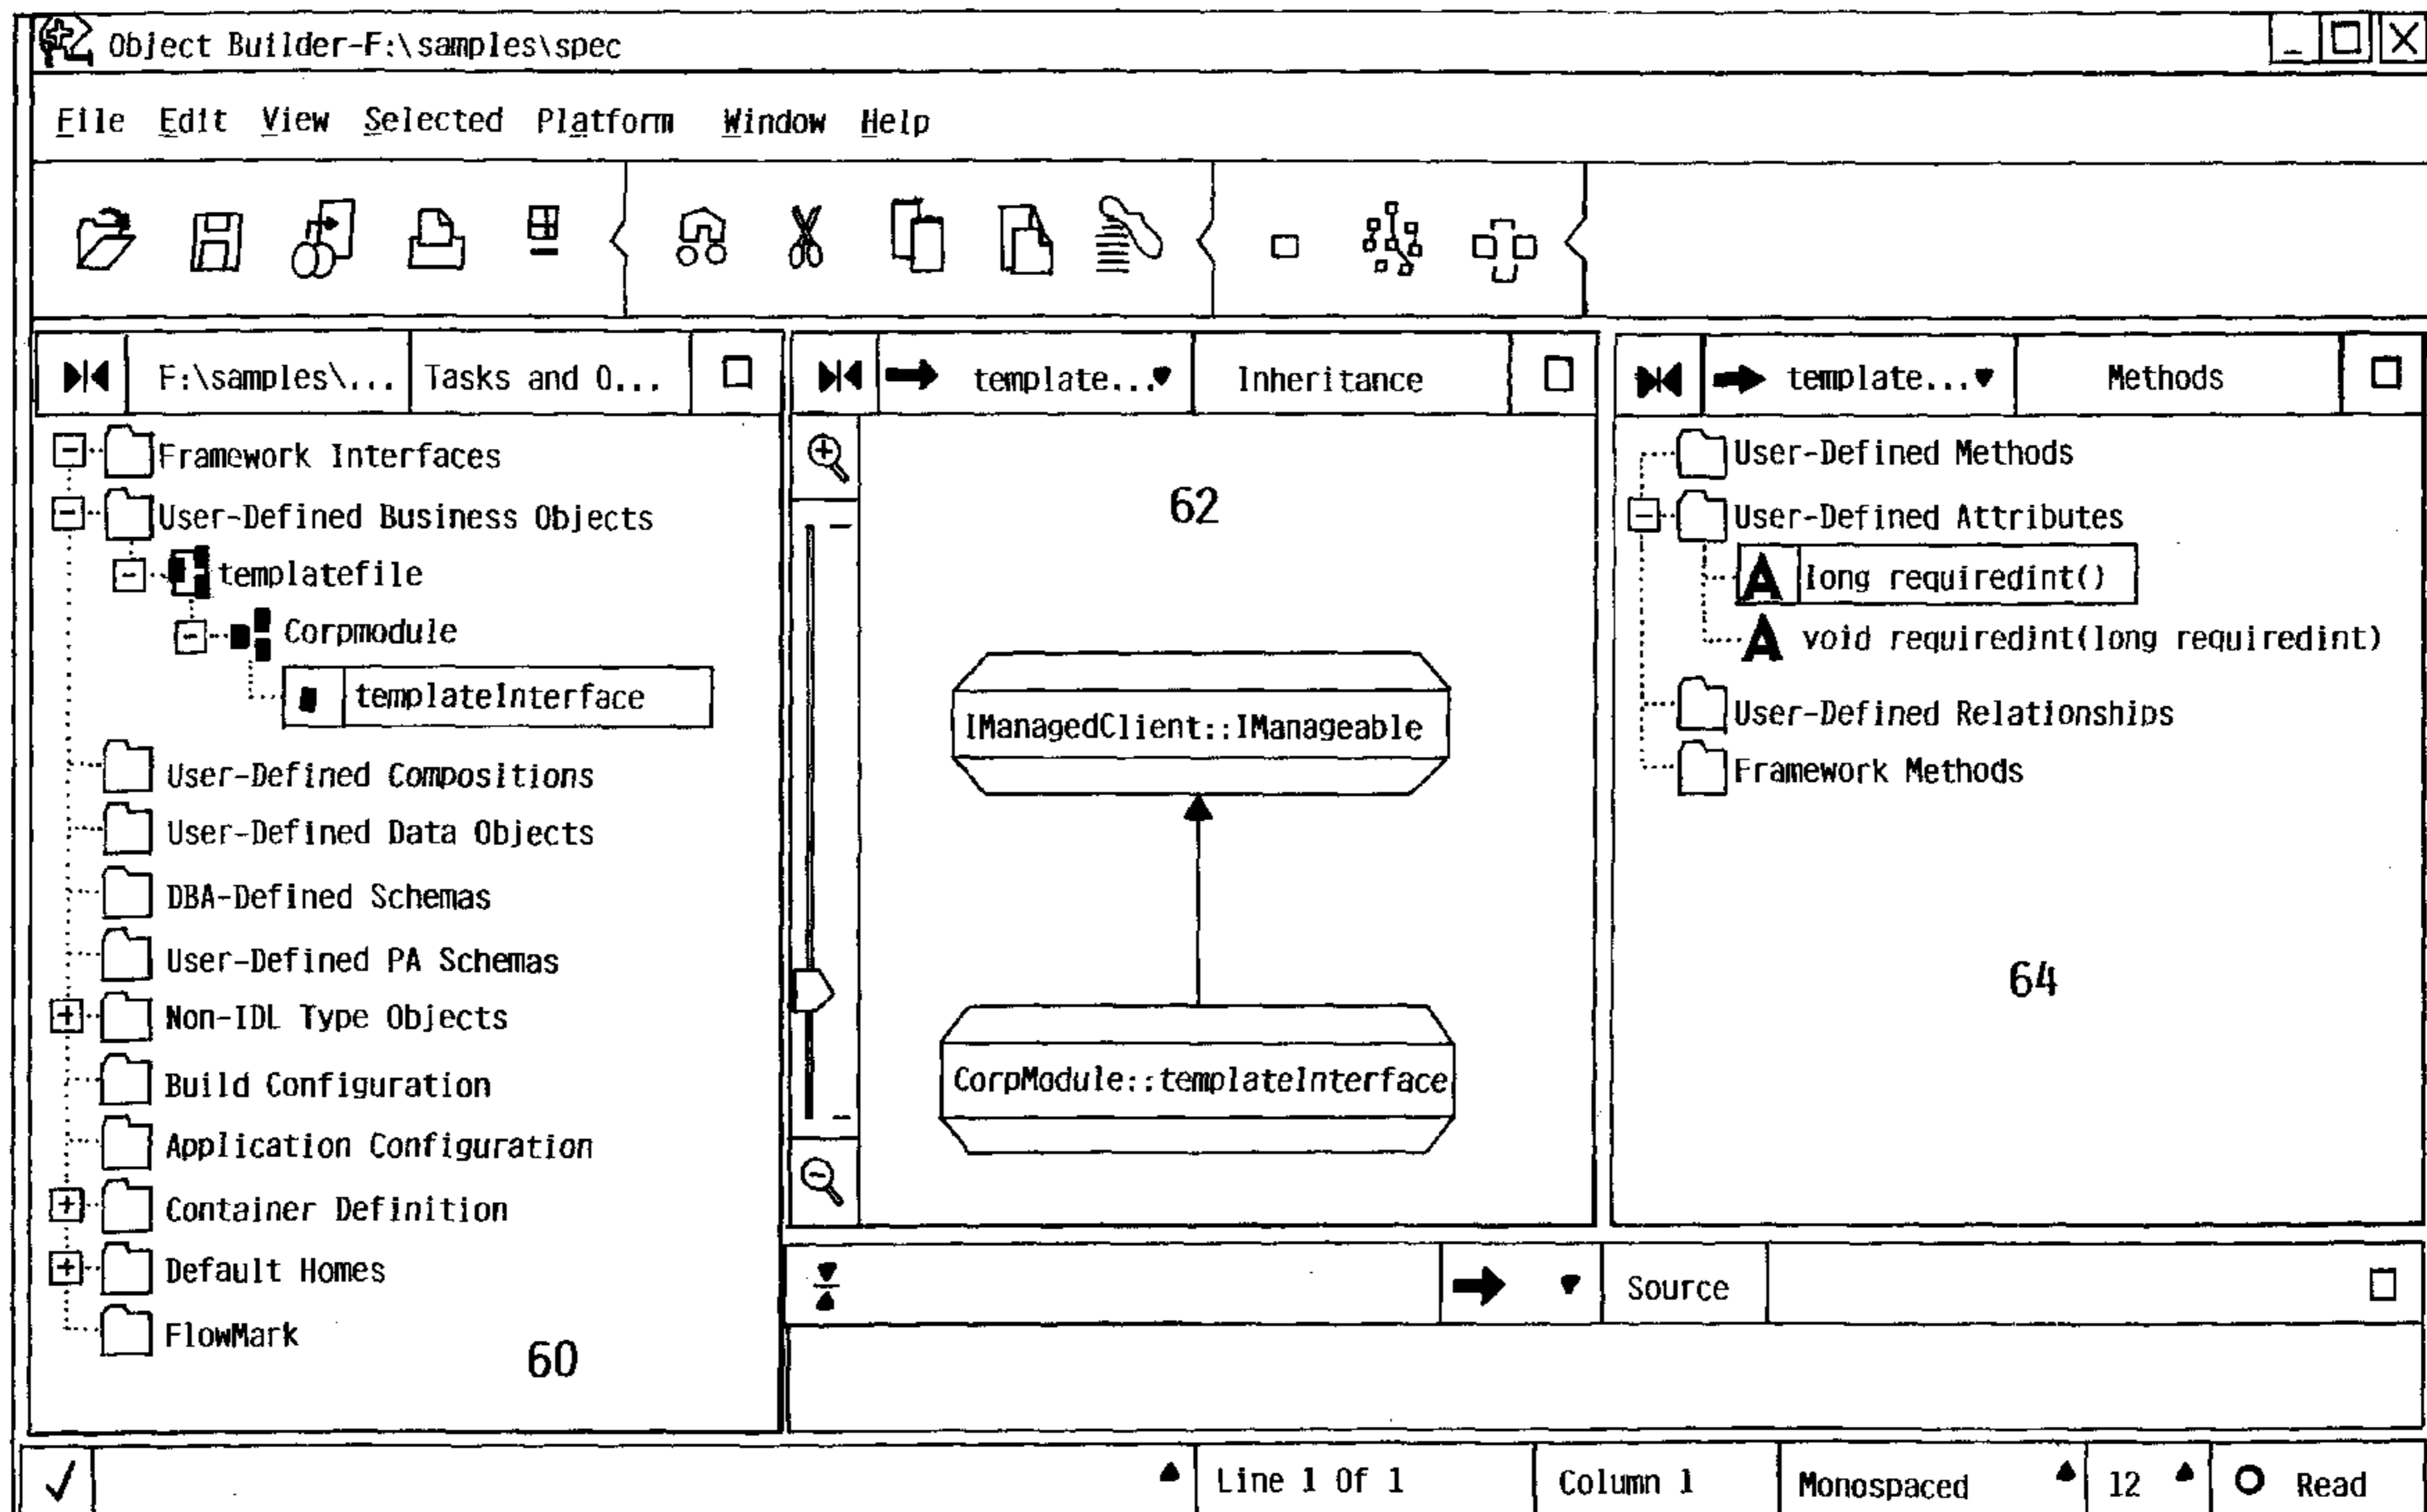 Object Builder-F:\samples\spec
File Edit View Selected Platform Window Help
F:\samples\... Tasks and O...
template... Inheritance
template... Methods
Framework Interfaces
User-Defined Business Objects
templatefile
Corpmodule
templateInterface
User-Defined Compositions
User-Defined Data Objects
DBA-Defined Schemas
User-Defined PA Schemas
Non-IDL Type Objects
Build Configuration
Application Configuration
Container Definition
Default Homes
FlowMark
60
62
IManagedClient::IManageable
CorpModule::templateInterface
User-Defined Methods
User-Defined Attributes
A long requiredint()
A void requiredint(long requiredint)
User-Defined Relationships
Framework Methods
64
Source
Line 1 Of 1 Column 1 Monospaced 12 Read